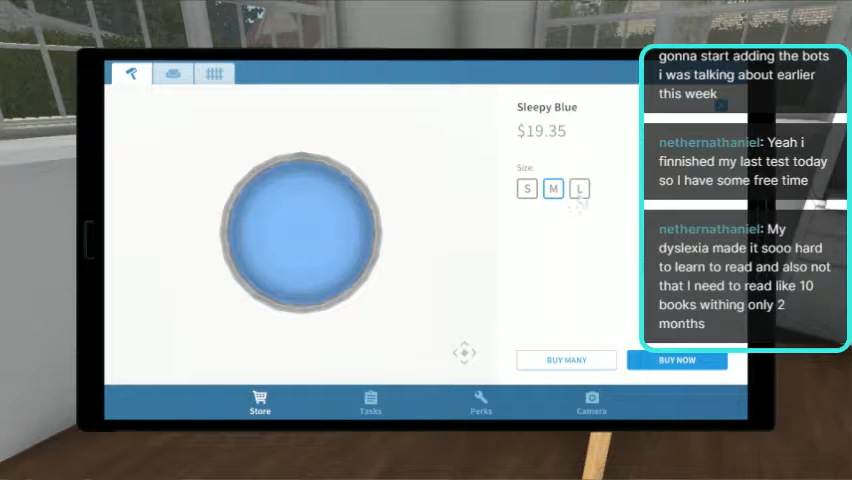 gonna start adding the bots
i was talking about earlier
this week
Sleepy Blue
$19.35
Size:
S M L
nethernathaniel: Yeah i
finnished my last test today
so I have some free time
nethernathaniel: My
dyslexia made it sooo hard
to learn to read and also not
that I need to read like 10
books withing only 2
months
BUY MANY
BUY NOW
Store
Tasks
Perks
Camera